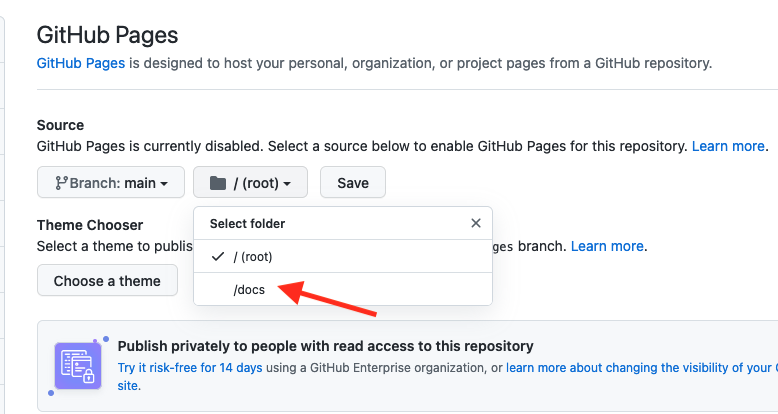 GitHub Pages
GitHub Pages is designed to host your personal, organization, or project pages from a GitHub repository.
Source
GitHub Pages is currently disabled. Select a source below to enable GitHub Pages for this repository. Learn more.
Branch: main
/ (root)
Save
Theme Chooser
Select a theme to publis
ges branch. Learn more.
Choose a theme
Select folder
/ (root)
/docs
Publish privately to people with read access to this repository
Try it risk-free for 14 days using a GitHub Enterprise organization, or learn more about changing the visibility of your
site.